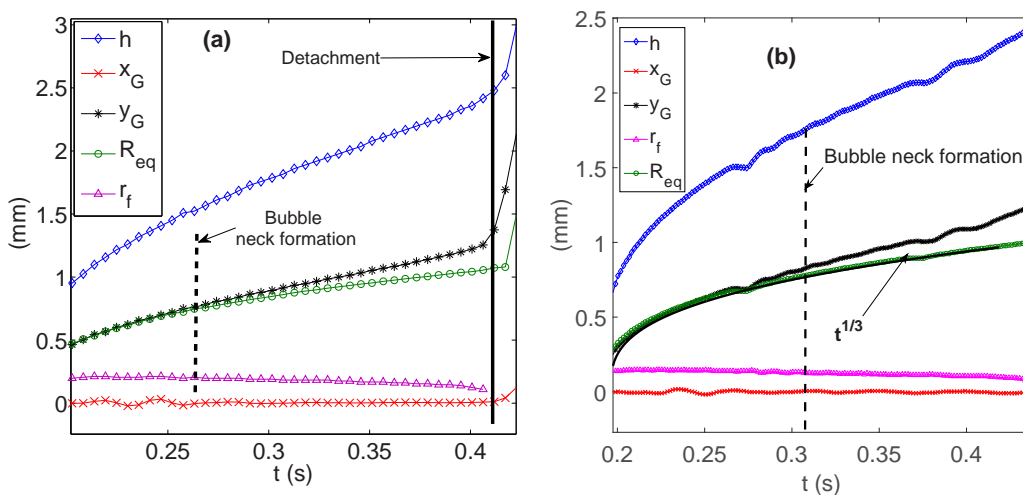 (a)
h
x_G
y_G
R_eq
r_f
Detachment
Bubble
neck formation
3
2.5
2
1.5
1
0.5
0
(mm)
0.25
0.3
0.35
0.4
t (s)
(b)
h
x_G
y_G
r_f
R_eq
Bubble neck formation
t^1/3
2.5
2
1.5
1
0.5
0
(mm)
0.2
0.25
0.3
0.35
0.4
t (s)